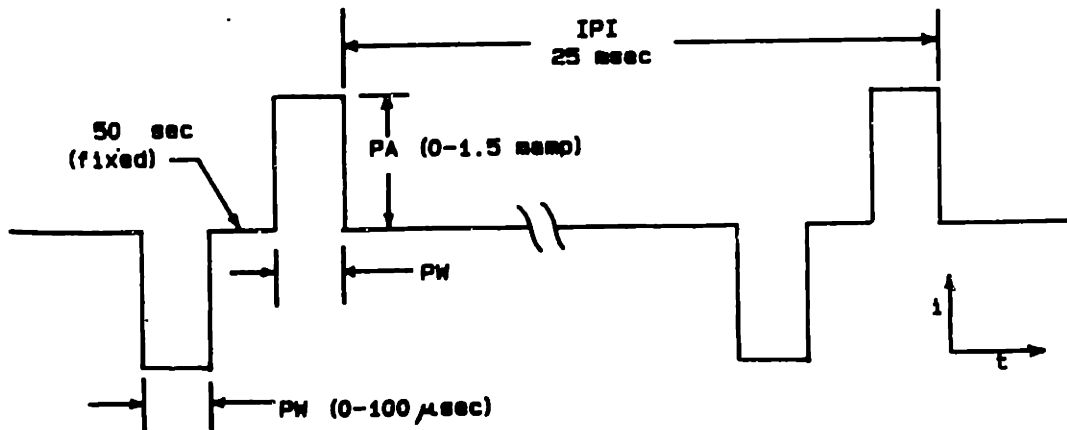 IPI
25 msec
50 sec
(fixed)
PA (0-1.5 mamp)
PW
i
t
PW (0-100 μsec)